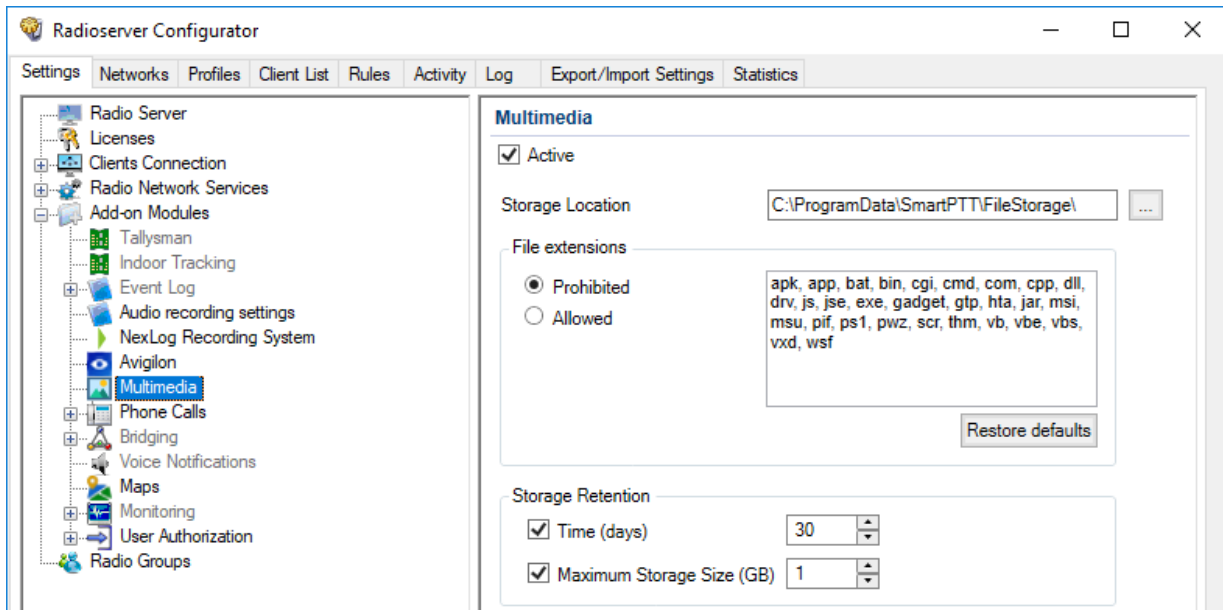 Radioserver Configurator
Settings Networks Profiles Client List Rules Activity Log Export/Import Settings Statistics
Radio Server
Licenses
Clients Connection
Radio Network Services
Add-on Modules
Tallysman
Indoor Tracking
Event Log
Audio recording settings
NexLog Recording System
Avigilon
Multimedia
Phone Calls
Bridging
Voice Notifications
Maps
Monitoring
User Authorization
Radio Groups
Multimedia
Active
Storage Location C:\ProgramData\SmartPTT\FileStorage\ ...
File extensions
Prohibited
Allowed
apk, app, bat, bin, cgi, cmd, com, cpp, dll,
drv, js, jse, exe, gadget, gtp, hta, jar, msi,
msu, pif, ps1, pwz, scr, thm, vb, vbe, vbs,
vxd, wsf
Restore defaults
Storage Retention
Time (days) 30
Maximum Storage Size (GB) 1